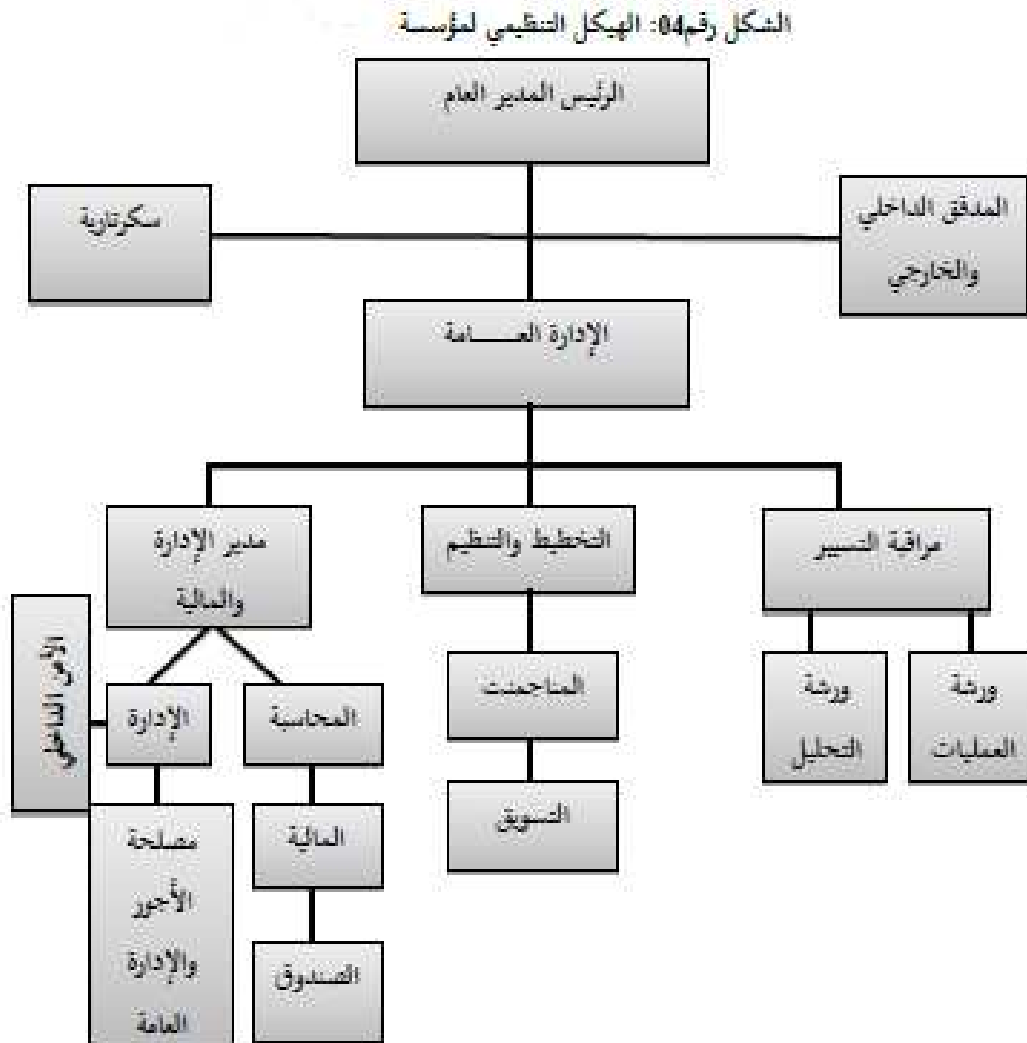 الشكل رقم04: الهيكل التنظيمي لمؤسسة
الرئيس المدير العام
المدقق الداخلي
والخارجي
سكرتارية
الإدارة العـــــامة
مراقبة التسيير
التخطيط والتنظيم
مدير الإدارة
والمالية
ورشة
العمليات
ورشة
التحليل
المناجمنت
التسويق
المحاسبة
المالية
الصندوق
الإدارة
الأمن الداخلي
مصلحة
الأجور
والإدارة
العامة